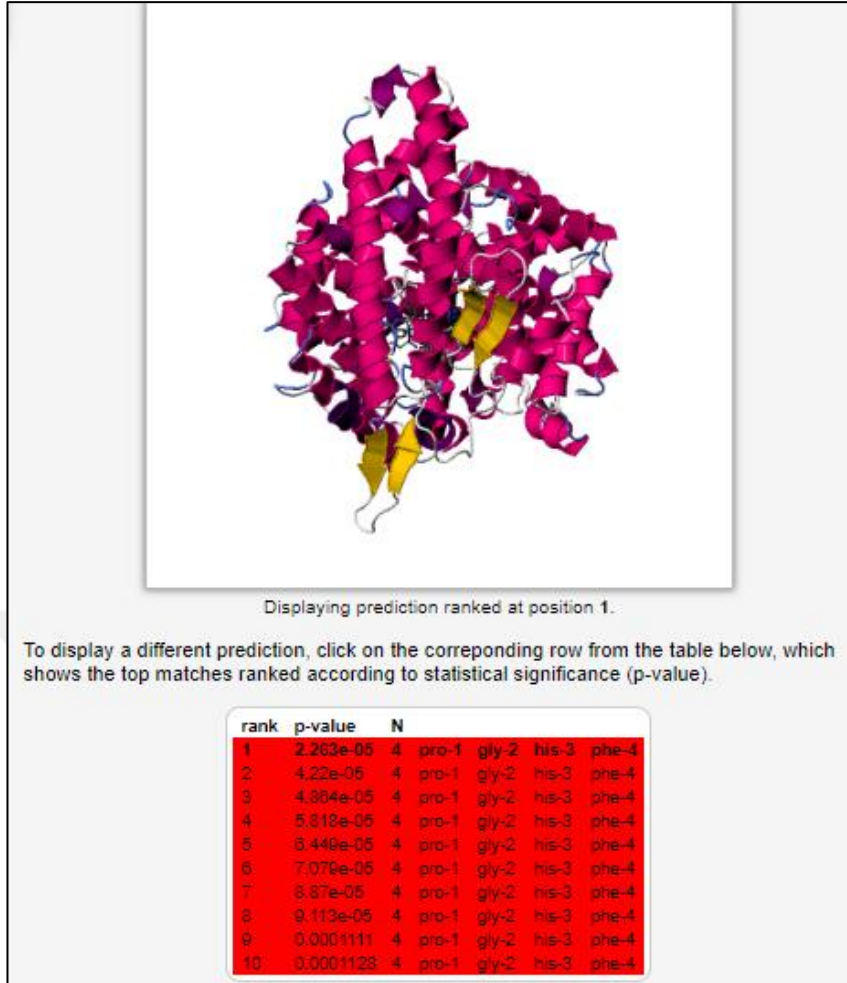 Displaying prediction ranked at position 1.
To display a different prediction, click on the correponding row from the table below, which
shows the top matches ranked according to statistical significance (p-value).
rank p-value N
1 2.263e-05 4 pro-1 gly-2 his-3 phe-4
2 4.22e-05 4 pro-1 gly-2 his-3 phe-4
3 4.864e-05 4 pro-1 gly-2 his-3 phe-4
4 5.818e-05 4 pro-1 gly-2 his-3 phe-4
5 6.449e-05 4 pro-1 gly-2 his-3 phe-4
6 7.079e-05 4 pro-1 gly-2 his-3 phe-4
7 8.87e-05 4 pro-1 gly-2 his-3 phe-4
8 9.113e-05 4 pro-1 gly-2 his-3 phe-4
9 0.0001111 4 pro-1 gly-2 his-3 phe-4
10 0.0001128 4 pro-1 gly-2 his-3 phe-4